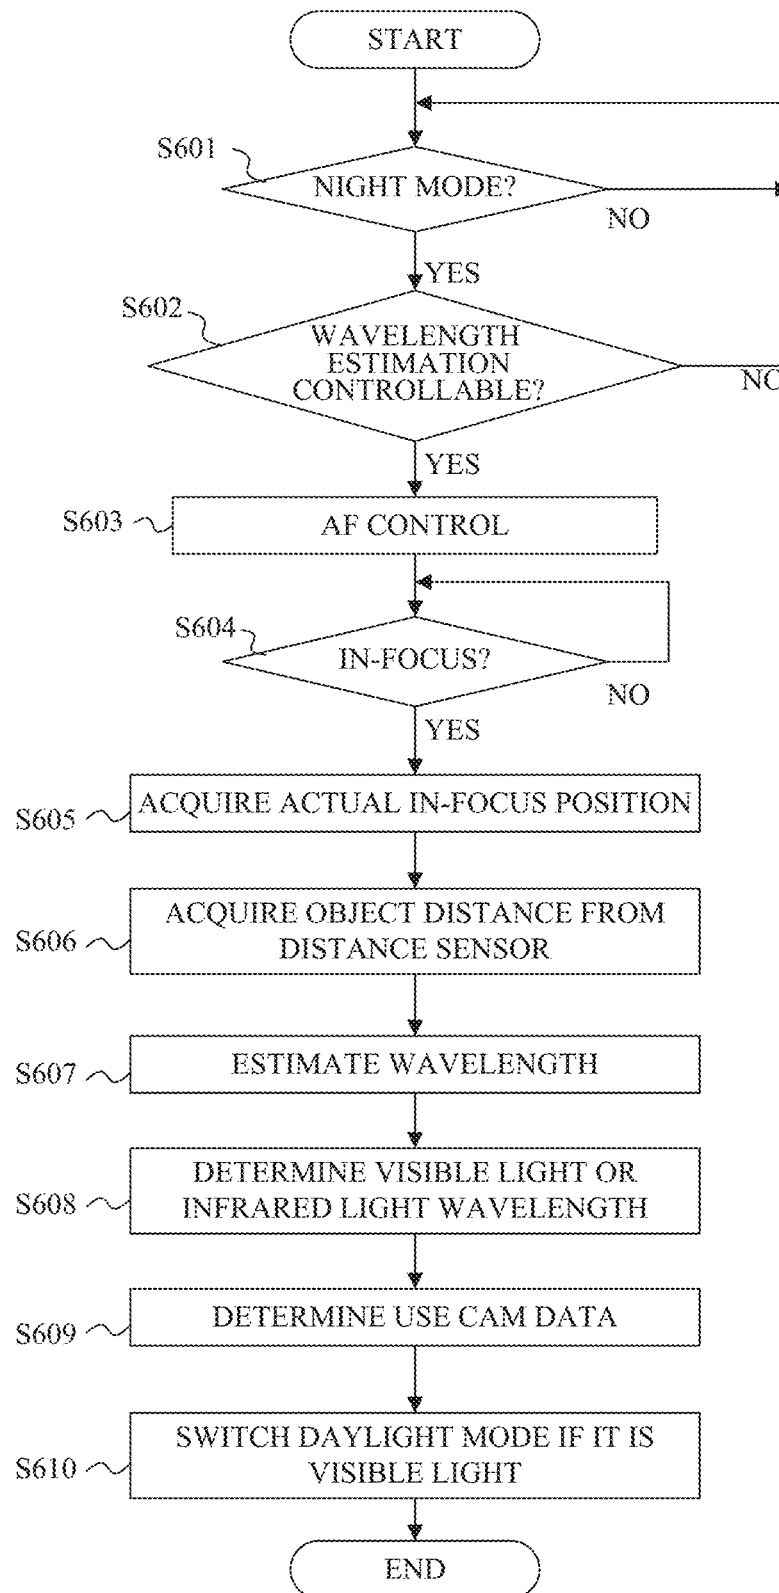 START
S601
NIGHT MODE?
NO
YES
S602
WAVELENGTH
ESTIMATION
CONTROLLABLE?
NO
YES
S603
AF CONTROL
S604
IN-FOCUS?
NO
YES
S605
ACQUIRE ACTUAL IN-FOCUS POSITION
S606
ACQUIRE OBJECT DISTANCE FROM
DISTANCE SENSOR
S607
ESTIMATE WAVELENGTH
S608
DETERMINE VISIBLE LIGHT OR
INFRARED LIGHT WAVELENGTH
S609
DETERMINE USE CAM DATA
S610
SWITCH DAYLIGHT MODE IF IT IS
VISIBLE LIGHT
END